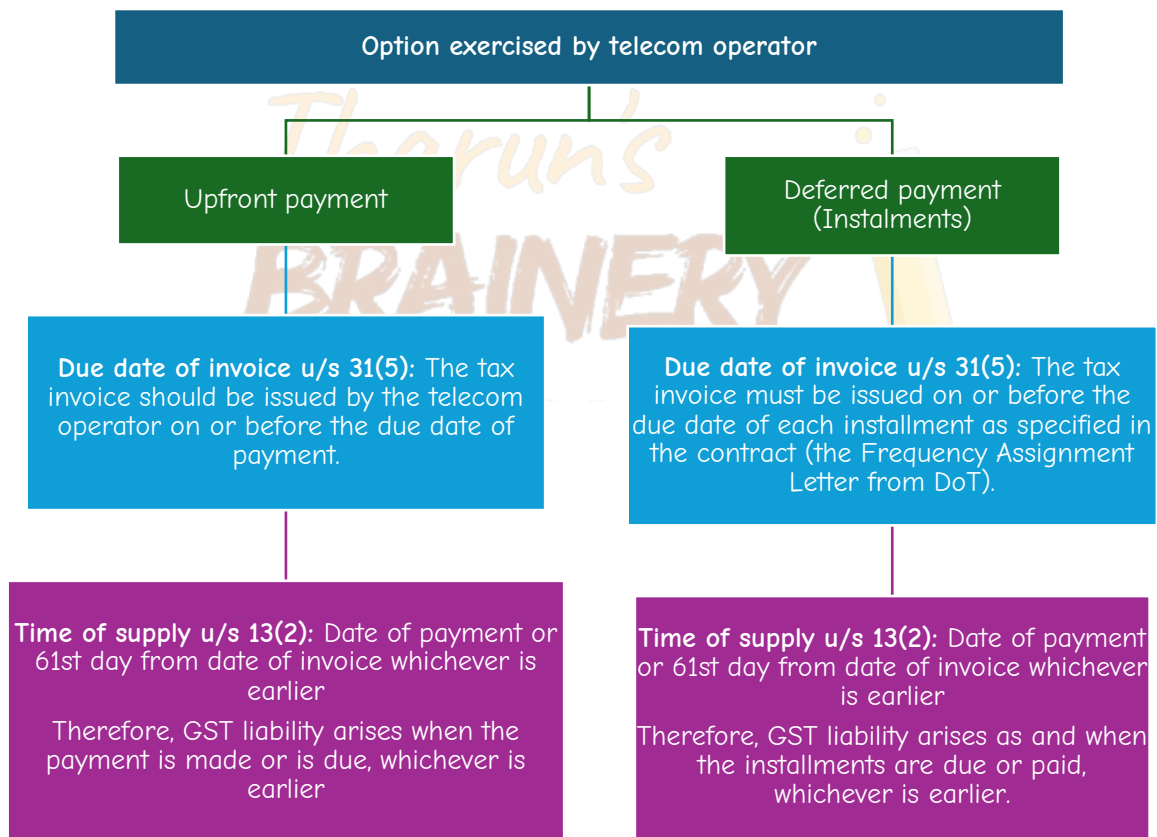 Option exercised by telecom operator
Tharun's
BRAINERY
Upfront payment
Deferred payment
(Instalments)
Due date of invoice u/s 31(5): The tax
invoice should be issued by the telecom
operator on or before the due date of
payment.
Due date of invoice u/s 31(5): The tax
invoice must be issued on or before the
due date of each installment as specified in
the contract (the Frequency Assignment
Letter from DoT).
Time of supply u/s 13(2): Date of payment or
61st day from date of invoice whichever is
earlier
Therefore, GST liability arises when the
payment is made or is due, whichever is
earlier
Time of supply u/s 13(2): Date of payment
or 61st day from date of invoice whichever
is earlier
Therefore, GST liability arises as and when
the installments are due or paid,
whichever is earlier.